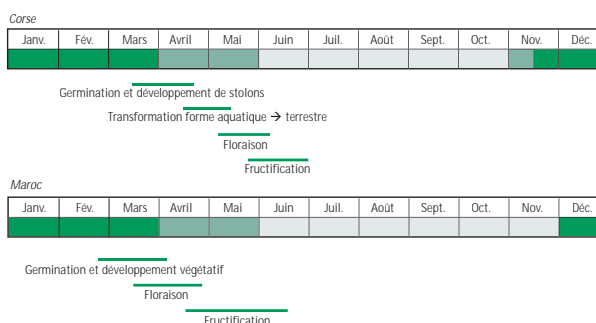 Corse
Janv. Fév. Mars Avril Mai Juin Juil. Août Sept. Oct. Nov. Déc.
Germination et développement de stolons
Transformation forme aquatique → terrestre
Floraison
Fructification
Maroc
Janv. Fév. Mars Avril Mai Juin Juil. Août Sept. Oct. Nov. Déc.
Germination et développement végétatif
Floraison
Fructification